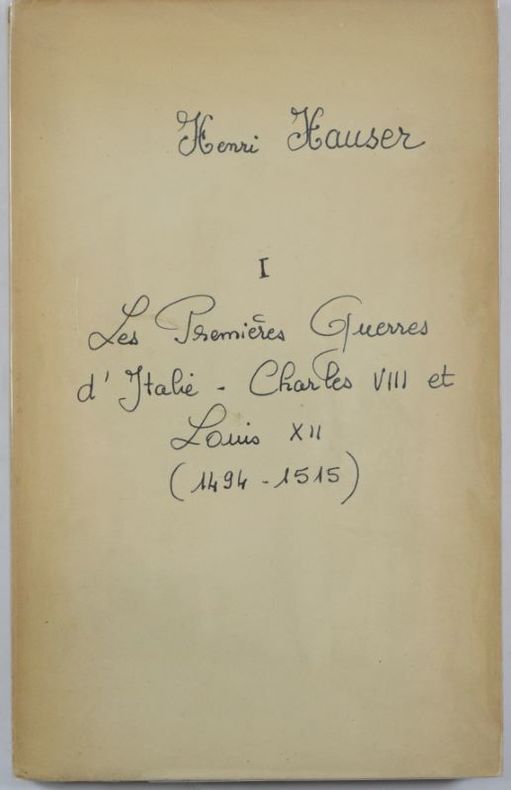 Henri Hauser
I
Les Premières Guerres
d'Italie - Charles VIII et
Louis XII
(1494-1515)